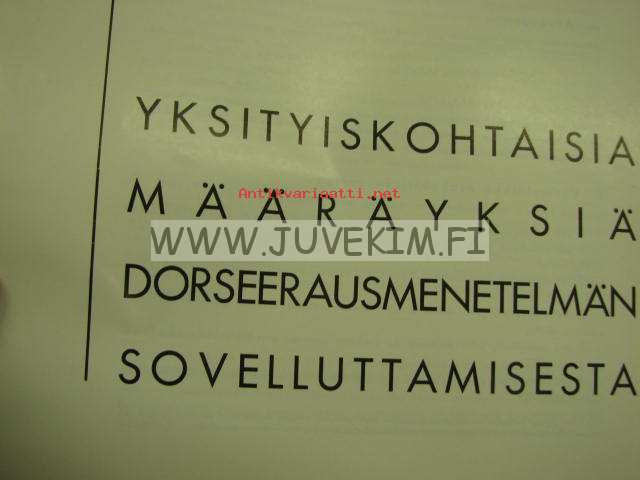 YKSITYISKOHTAISIA
Antikvariaatti.net
MÄÄRÄYKSIÄ
WWW.JUVEKIM.FI
DORSEERAUSMENETELMÄN
SOVELLUTTAMISESTA